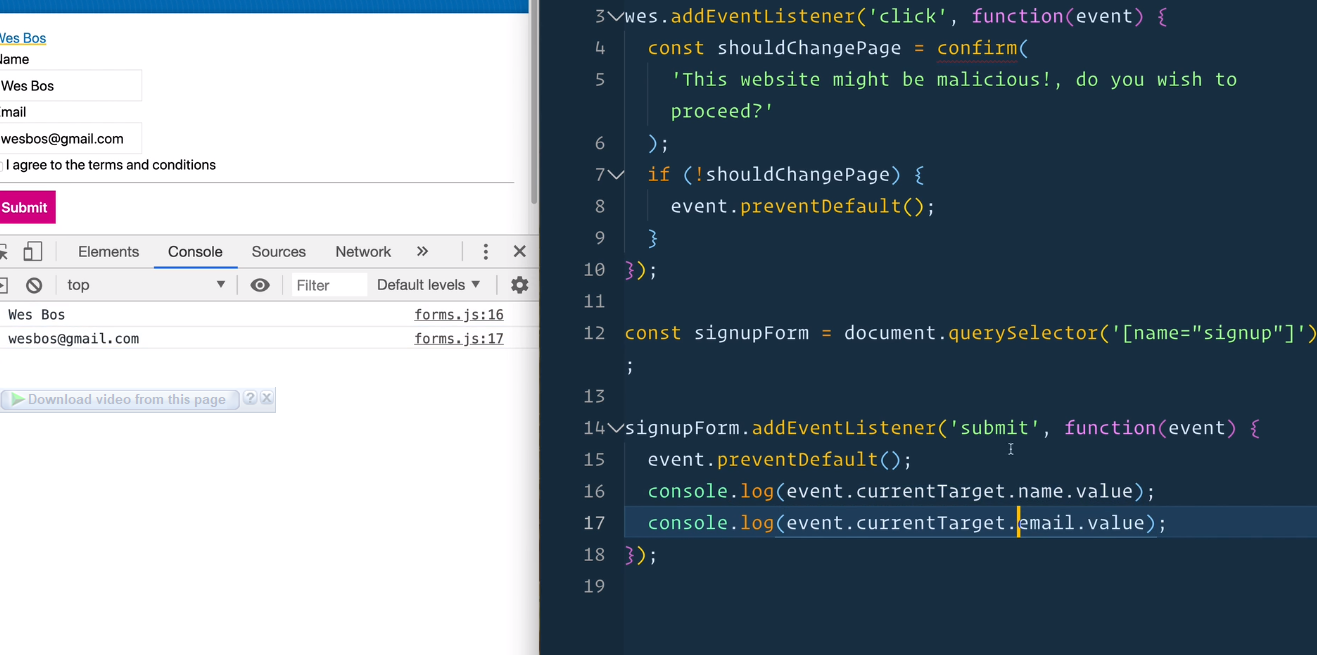 Wes Bos
Name
Wes Bos
Email
wesbos@gmail.com
I agree to the terms and conditions
Submit
Elements Console Sources Network »
top Filter Default levels ▼
Wes Bos forms.js:16
wesbos@gmail.com forms.js:17
Download video from this page ? X
3 wes.addEventListener('click', function(event) {
4 const shouldChangePage = confirm(
5 'This website might be malicious!, do you wish to
proceed?'
6 );
7 if (!shouldChangePage) {
8 event.preventDefault();
9 }
10 });
11
12 const signupForm = document.querySelector('[name="signup"]')
;
13
14 signupForm.addEventListener('submit', function(event) {
15 event.preventDefault();
16 console.log(event.currentTarget.name.value);
17 console.log(event.currentTarget.email.value);
18 });
19